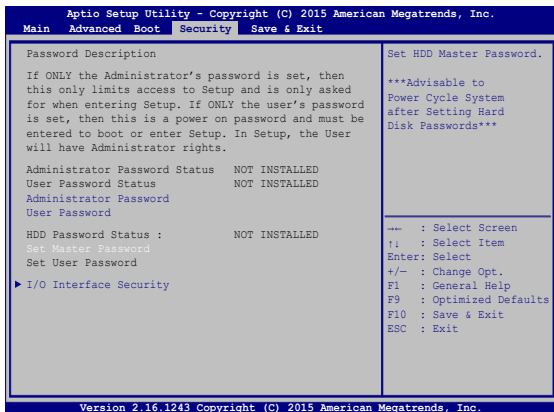 Aptio Setup Utility - Copyright (C) 2015 American Megatrends, Inc.
Main Advanced Boot Security Save & Exit
Password Description
If ONLY the Administrator's password is set, then
this only limits access to Setup and is only asked
for when entering Setup. If ONLY the user's password
is set, then this is a power on password and must be
entered to boot or enter Setup. In Setup, the User
will have Administrator rights.
Administrator Password Status NOT INSTALLED
User Password Status NOT INSTALLED
Administrator Password
User Password
HDD Password Status : NOT INSTALLED
Set Master Password
Set User Password
I/O Interface Security
Set HDD Master Password.
***Advisable to
Power Cycle System
after Setting Hard
Disk Passwords***
→← : Select Screen
↑↓ : Select Item
Enter: Select
+/— : Change Opt.
F1 : General Help
F9 : Optimized Defaults
F10 : Save & Exit
ESC : Exit
Version 2.16.1243 Copyright (C) 2015 American Megatrends, Inc.